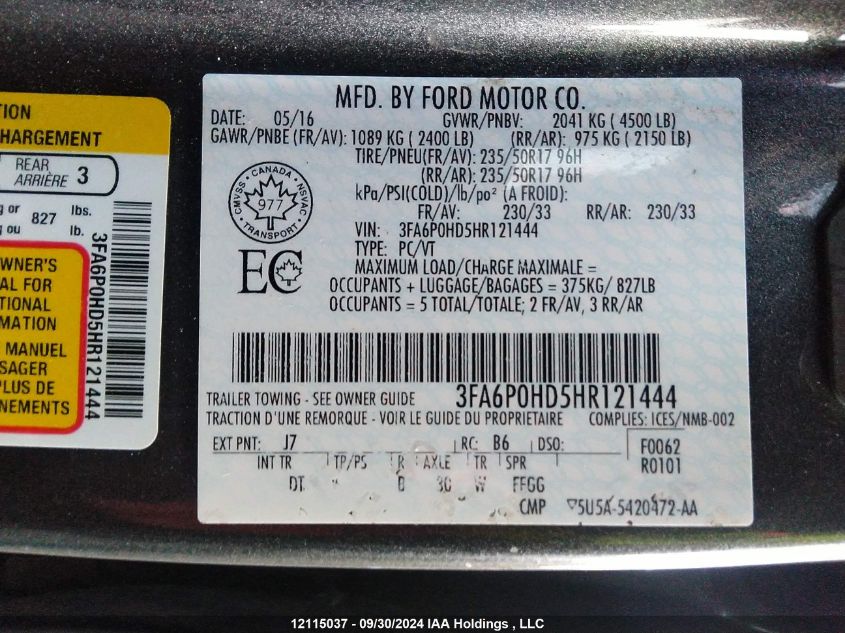 TION
CHARGEMENT
REAR
ARRIÈRE 3
g or 827 lbs.
g ou lb.
WNER'S
AL FOR
TIONAL
RMATION
MANUEL
SAGER
PLUS DE
NEMENTS
3FA6P0HD5HR121444
MFD. BY FORD MOTOR CO.
DATE: 05/16 GVWR/PNBV: 2041 KG ( 4500 LB)
GAWR/PNBE (FR/AV): 1089 KG ( 2400 LB) (RR/AR): 975 KG ( 2150 LB)
TIRE/PNEU(FR/AV): 235/50R17 96H
(RR/AR): 235/50R17 96H
kPa/PSI(COLD)/lb/po² (A FROID):
FR/AV: 230/33 RR/AR: 230/33
VIN: 3FA6P0HD5HR121444
TYPE: PC/VT
MAXIMUM LOAD/CHARGE MAXIMALE =
OCCUPANTS + LUGGAGE/BAGAGES = 375KG/ 827LB
OCCUPANTS = 5 TOTAL/TOTALE; 2 FR/AV, 3 RR/AR
CMVSS • CANADA • NSVAC
977
TRANSPORT
EC
TRAILER TOWING - SEE OWNER GUIDE 3FA6P0HD5HR121444
TRACTION D'UNE REMORQUE - VOIR LE GUIDE DU PROPRIETAIRE COMPLIES: ICES/NMB-002
EXT PNT: J7 RC: B6 DSO: F0062
R0101
INT TR TP/PS R AXLE TR SPR
DT * 30 W FFGG
CMP 5U5A-5420472-AA
12115037 - 09/30/2024 IAA Holdings , LLC